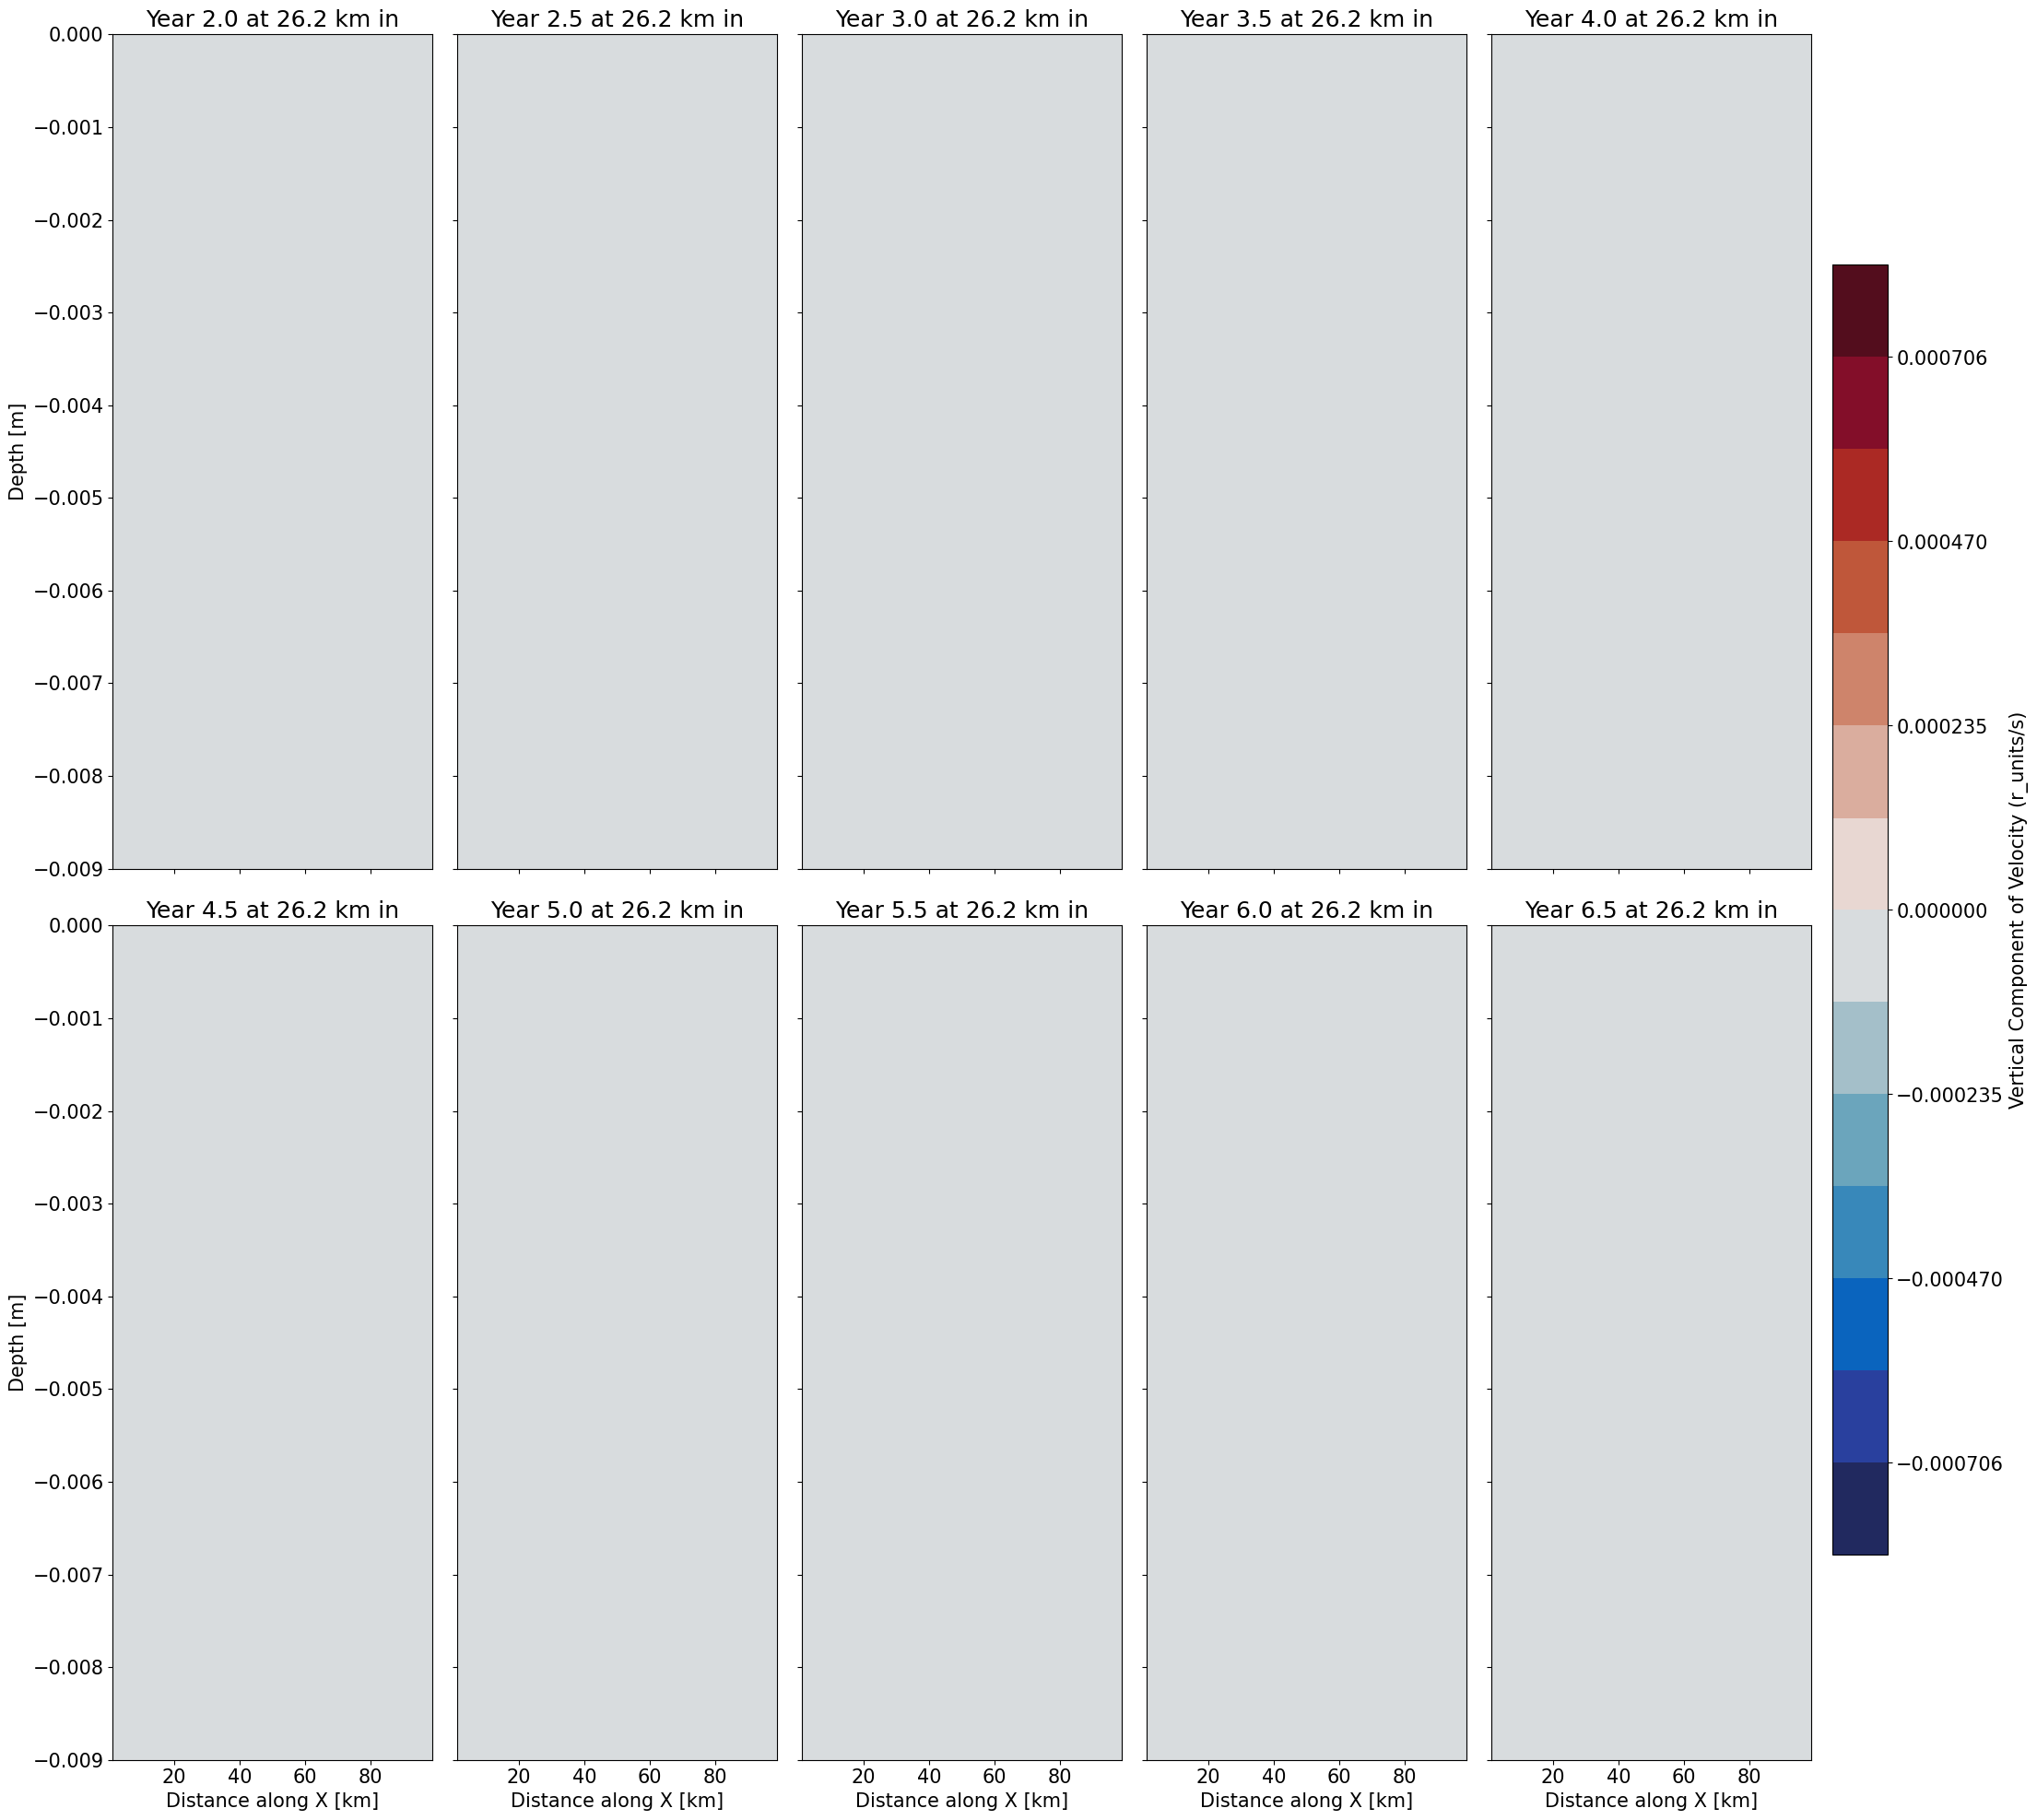 Year 2.0 at 26.2 km in
Year 2.5 at 26.2 km in
Year 3.0 at 26.2 km in
Year 3.5 at 26.2 km in
Year 4.0 at 26.2 km in
0.000
−0.001
−0.002
−0.003
−0.004
−0.005
−0.006
−0.007
−0.008
−0.009
Depth [m]
Year 4.5 at 26.2 km in
Year 5.0 at 26.2 km in
Year 5.5 at 26.2 km in
Year 6.0 at 26.2 km in
Year 6.5 at 26.2 km in
0.000
−0.001
−0.002
−0.003
−0.004
−0.005
−0.006
−0.007
−0.008
−0.009
Depth [m]
20 40 60 80
20 40 60 80
20 40 60 80
20 40 60 80
20 40 60 80
Distance along X [km]
Distance along X [km]
Distance along X [km]
Distance along X [km]
Distance along X [km]
0.000706
0.000470
0.000235
0.000000
−0.000235
−0.000470
−0.000706
Vertical Component of Velocity (r_units/s)